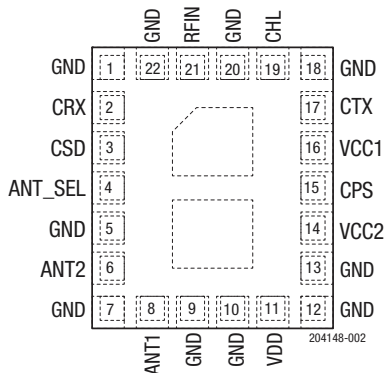 GND RFIN GND CHL
GND 1 22 21 20 19 18 GND
CRX 2 17 CTX
CSD 3 16 VCC1
ANT_SEL 4 15 CPS
GND 5 14 VCC2
ANT2 6 13 GND
GND 7 8 9 10 11 12 GND
ANT1 GND GND VDD
204148-002